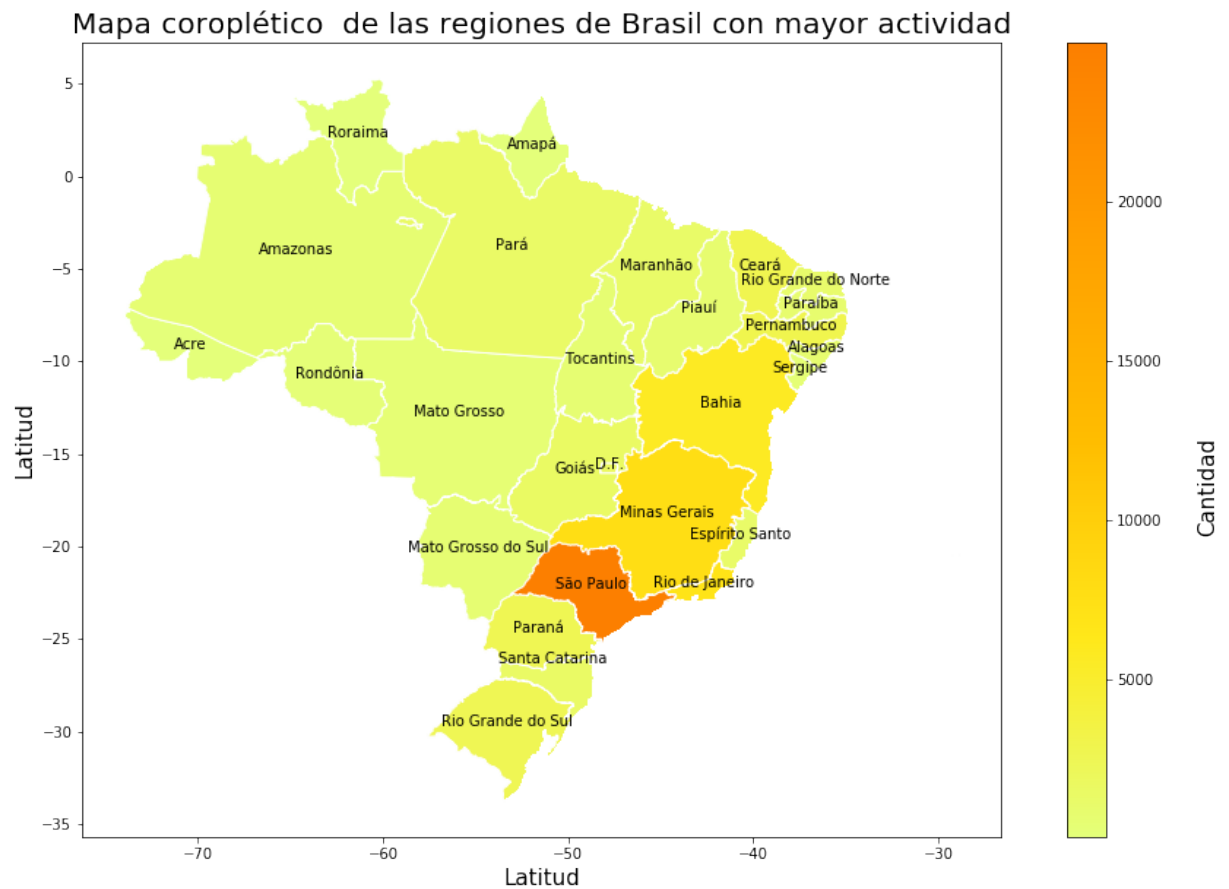 Mapa coroplético  de las regiones de Brasil con mayor actividad
5
0
−5
−10
−15
−20
−25
−30
−35
Latitud
−70
−60
−50
−40
−30
Latitud
Roraima
Amapá
Amazonas
Pará
Maranhão
Ceará
Rio Grande do Norte
Piauí
Paraíba
Pernambuco
Acre
Alagoas
Tocantins
Sergipe
Rondônia
Bahia
Mato Grosso
Goiás
D.F.
Minas Gerais
Espírito Santo
Mato Grosso do Sul
São Paulo
Rio de Janeiro
Paraná
Santa Catarina
Rio Grande do Sul
20000
15000
10000
5000
Cantidad